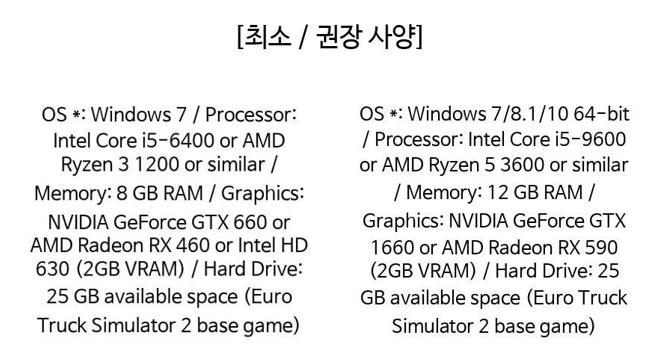 [최소 / 권장 사양]
OS *: Windows 7 / Processor:
Intel Core i5-6400 or AMD
Ryzen 3 1200 or similar /
Memory: 8 GB RAM / Graphics:
NVIDIA GeForce GTX 660 or
AMD Radeon RX 460 or Intel HD
630 (2GB VRAM) / Hard Drive:
25 GB available space (Euro
Truck Simulator 2 base game)
OS *: Windows 7/8.1/10 64-bit
/ Processor: Intel Core i5-9600
or AMD Ryzen 5 3600 or similar
/ Memory: 12 GB RAM /
Graphics: NVIDIA GeForce GTX
1660 or AMD Radeon RX 590
(2GB VRAM) / Hard Drive: 25
GB available space (Euro Truck
Simulator 2 base game)